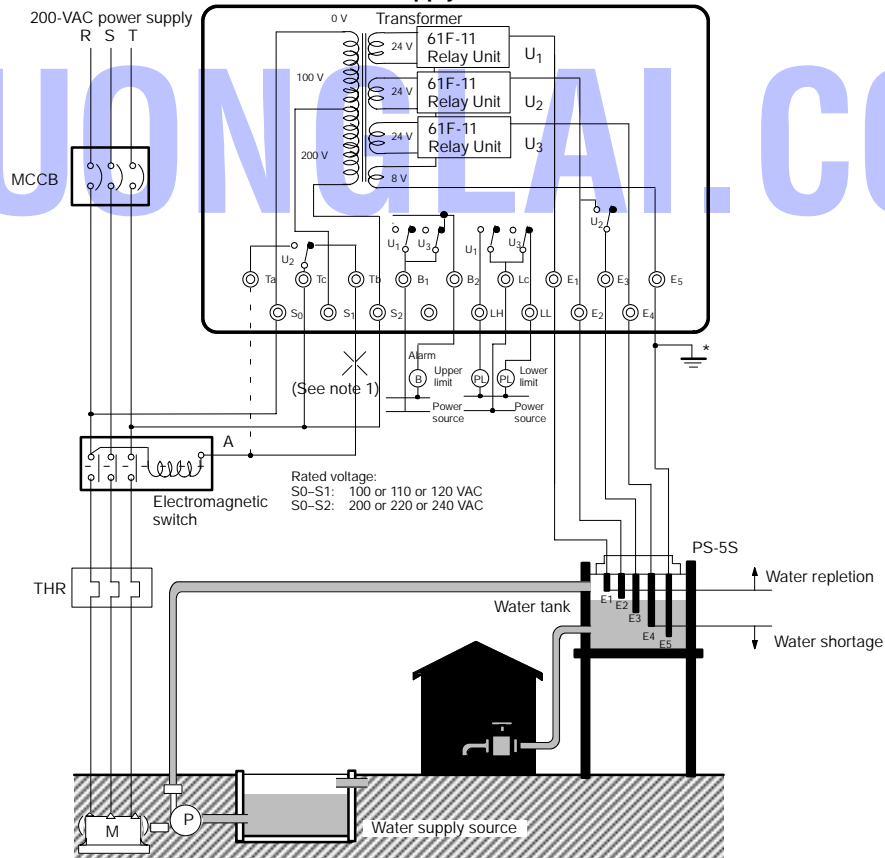 200-VAC power supply
R S T
MCCB
0 V
Transformer
100 V
200 V
24 V
61F-11
Relay Unit
U1
24 V
61F-11
Relay Unit
U2
24 V
61F-11
Relay Unit
U3
8 V
UONGLAI.CO
U2
U1
U3
U1
U3
U2
Ta
Tc
Tb
B1
B2
Lc
E1
E3
E5
S0
S1
S2
LH
LL
E2
E4
(See note 1)
Alarm
B
Upper
limit
PL
PL
Lower
limit
Power
source
Power
source
*
A
Electromagnetic
switch
Rated voltage:
S0–S1: 100 or 110 or 120 VAC
S0–S2: 200 or 220 or 240 VAC
THR
PS-5S
Water tank
E1
E2
E3
E4
E5
Water repletion
Water shortage
M
P
Water supply source